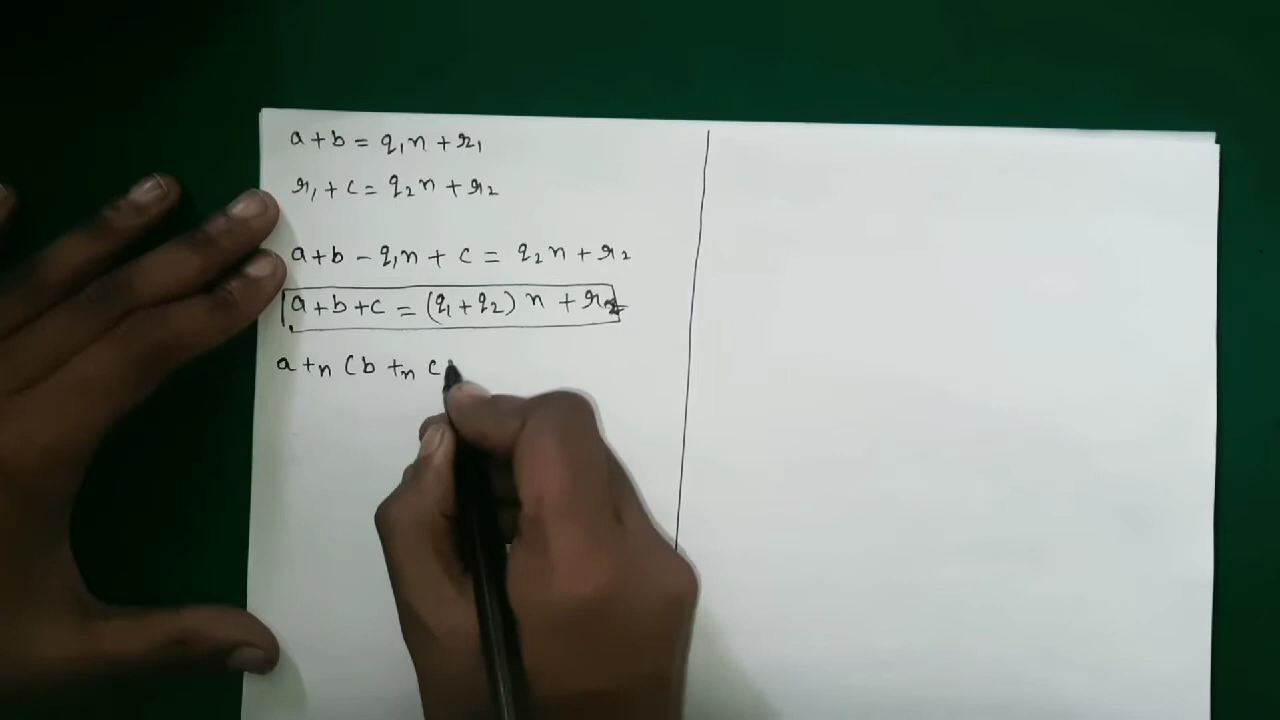 a+b = q₁n + r₁
r₁ + c = q₂n + r₂
a+b - q₁n + c = q₂n + r₂
a+b+c = (q₁+q₂) n + r₂
a +ₙ (b +ₙ c